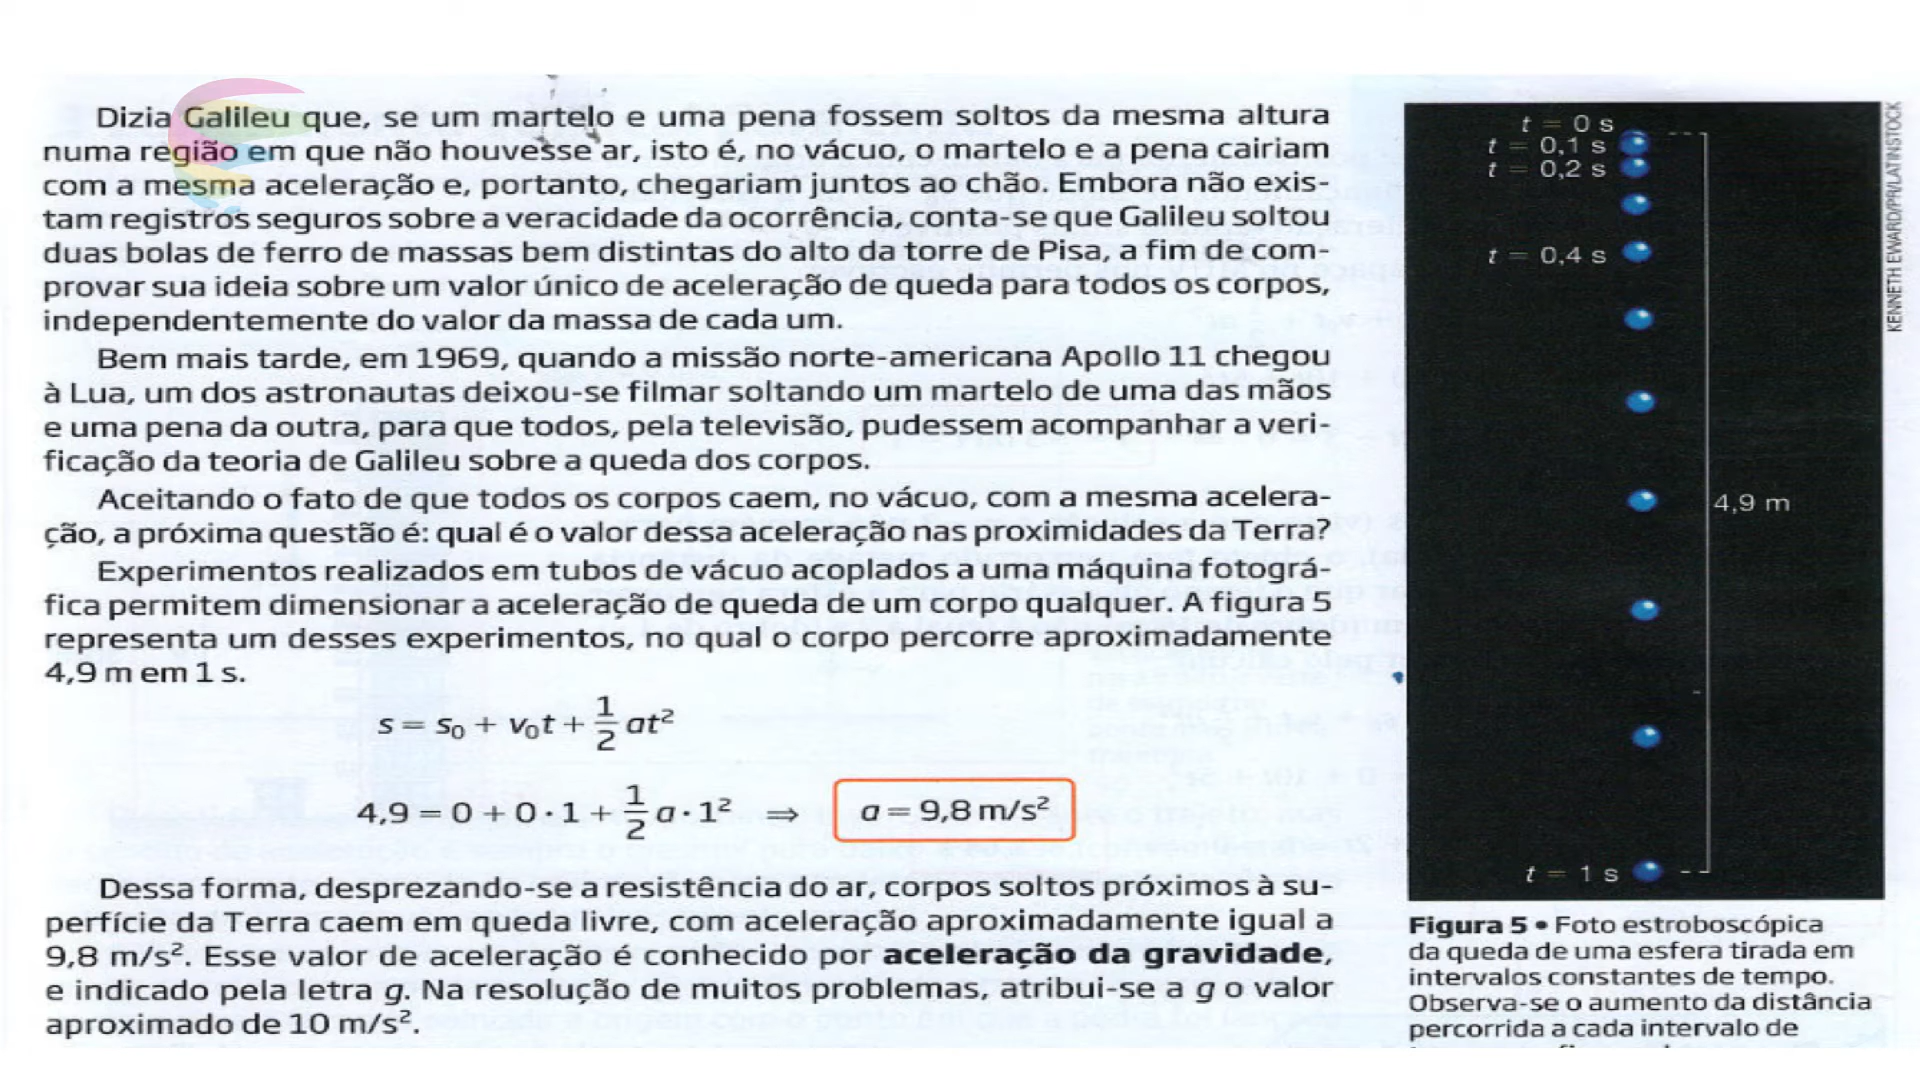 Dizia Galileu que, se um martelo e uma pena fossem soltos da mesma altura
numa região em que não houvesse ar, isto é, no vácuo, o martelo e a pena cairiam
com a mesma aceleração e, portanto, chegariam juntos ao chão. Embora não exis-
tam registros seguros sobre a veracidade da ocorrência, conta-se que Galileu soltou
duas bolas de ferro de massas bem distintas do alto da torre de Pisa, a fim de com-
provar sua ideia sobre um valor único de aceleração de queda para todos os corpos,
independentemente do valor da massa de cada um.
Bem mais tarde, em 1969, quando a missão norte-americana Apollo 11 chegou
à Lua, um dos astronautas deixou-se filmar soltando um martelo de uma das mãos
e uma pena da outra, para que todos, pela televisão, pudessem acompanhar a veri-
ficação da teoria de Galileu sobre a queda dos corpos.
Aceitando o fato de que todos os corpos caem, no vácuo, com a mesma acelera-
ção, a próxima questão é: qual é o valor dessa aceleração nas proximidades da Terra?
Experimentos realizados em tubos de vácuo acoplados a uma máquina fotográ-
fica permitem dimensionar a aceleração de queda de um corpo qualquer. A figura 5
representa um desses experimentos, no qual o corpo percorre aproximadamente
4,9 m em 1 s.
s = s₀ + v₀t + 1/2 at²
4,9 = 0 + 0 · 1 + 1/2 a · 1² ⇒ a = 9,8 m/s²
Dessa forma, desprezando-se a resistência do ar, corpos soltos próximos à su-
perfície da Terra caem em queda livre, com aceleração aproximadamente igual a
9,8 m/s². Esse valor de aceleração é conhecido por aceleração da gravidade,
e indicado pela letra g. Na resolução de muitos problemas, atribui-se a g o valor
aproximado de 10 m/s².
t = 0 s
t = 0,1 s
t = 0,2 s
t = 0,4 s
4,9 m
t = 1 s
KENNETH EWARD/PR/LATINSTOCK
Figura 5 • Foto estroboscópica
da queda de uma esfera tirada em
intervalos constantes de tempo.
Observa-se o aumento da distância
percorrida a cada intervalo de